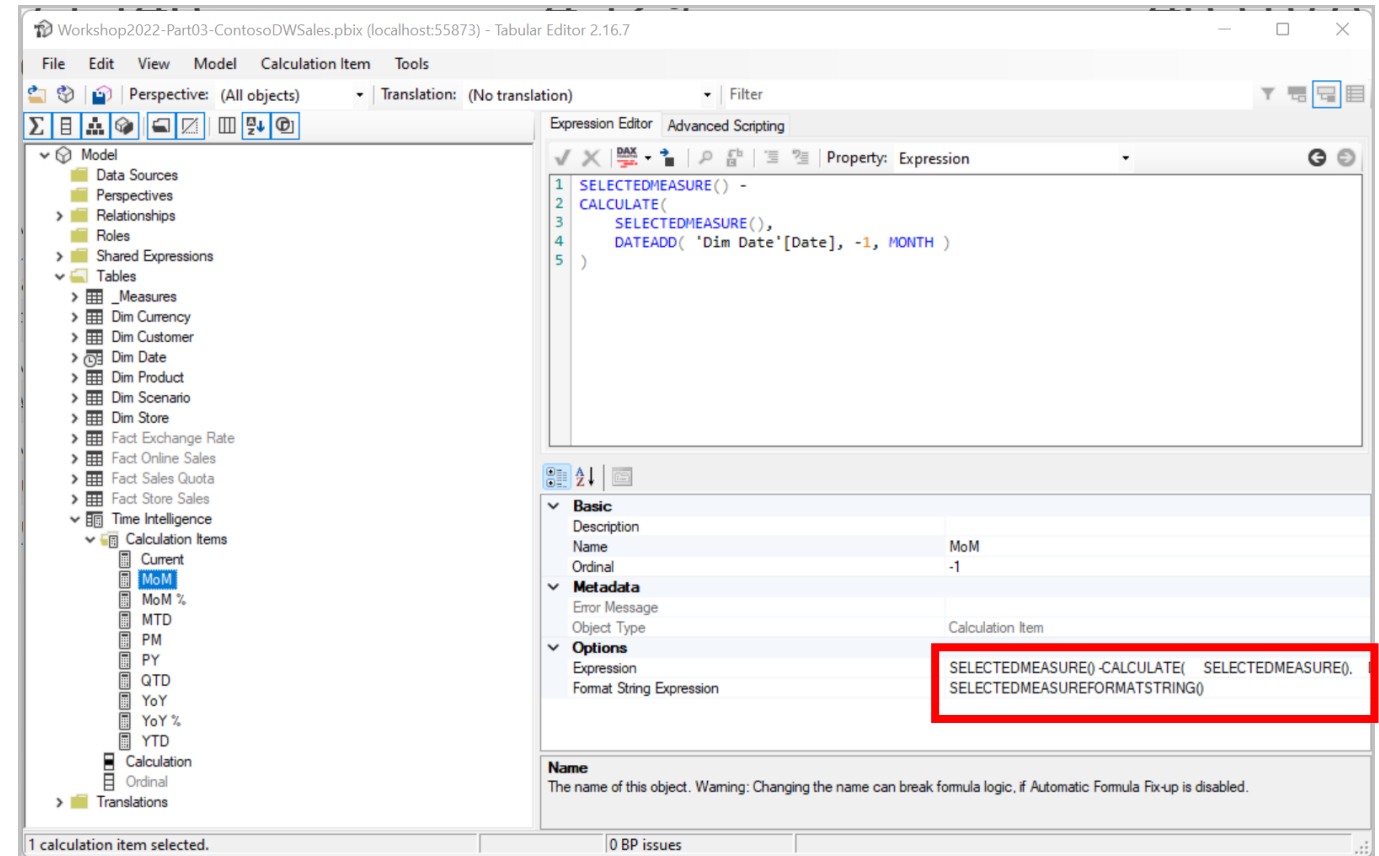 Workshop2022-Part03-ContosoDWSales.pbix (localhost:55873) - Tabular Editor 2.16.7
File Edit View Model Calculation Item Tools
Perspective: (All objects) Translation: (No translation) Filter
Expression Editor Advanced Scripting
DAX Property: Expression
1 SELECTEDMEASURE() -
2 CALCULATE(
3 SELECTEDMEASURE(),
4 DATEADD( 'Dim Date'[Date], -1, MONTH )
5 )
Model
Data Sources
Perspectives
Relationships
Roles
Shared Expressions
Tables
_Measures
Dim Currency
Dim Customer
Dim Date
Dim Product
Dim Scenario
Dim Store
Fact Exchange Rate
Fact Online Sales
Fact Sales Quota
Fact Store Sales
Time Intelligence
Calculation Items
Current
MoM
MoM %
MTD
PM
PY
QTD
YoY
YoY %
YTD
Calculation
Ordinal
Translations
Basic
Description
Name MoM
Ordinal -1
Metadata
Error Message
Object Type Calculation Item
Options
Expression SELECTEDMEASURE() -CALCULATE( SELECTEDMEASURE(),
Format String Expression SELECTEDMEASUREFORMATSTRING()
Name
The name of this object. Warning: Changing the name can break formula logic, if Automatic Formula Fix-up is disabled.
1 calculation item selected. 0 BP issues